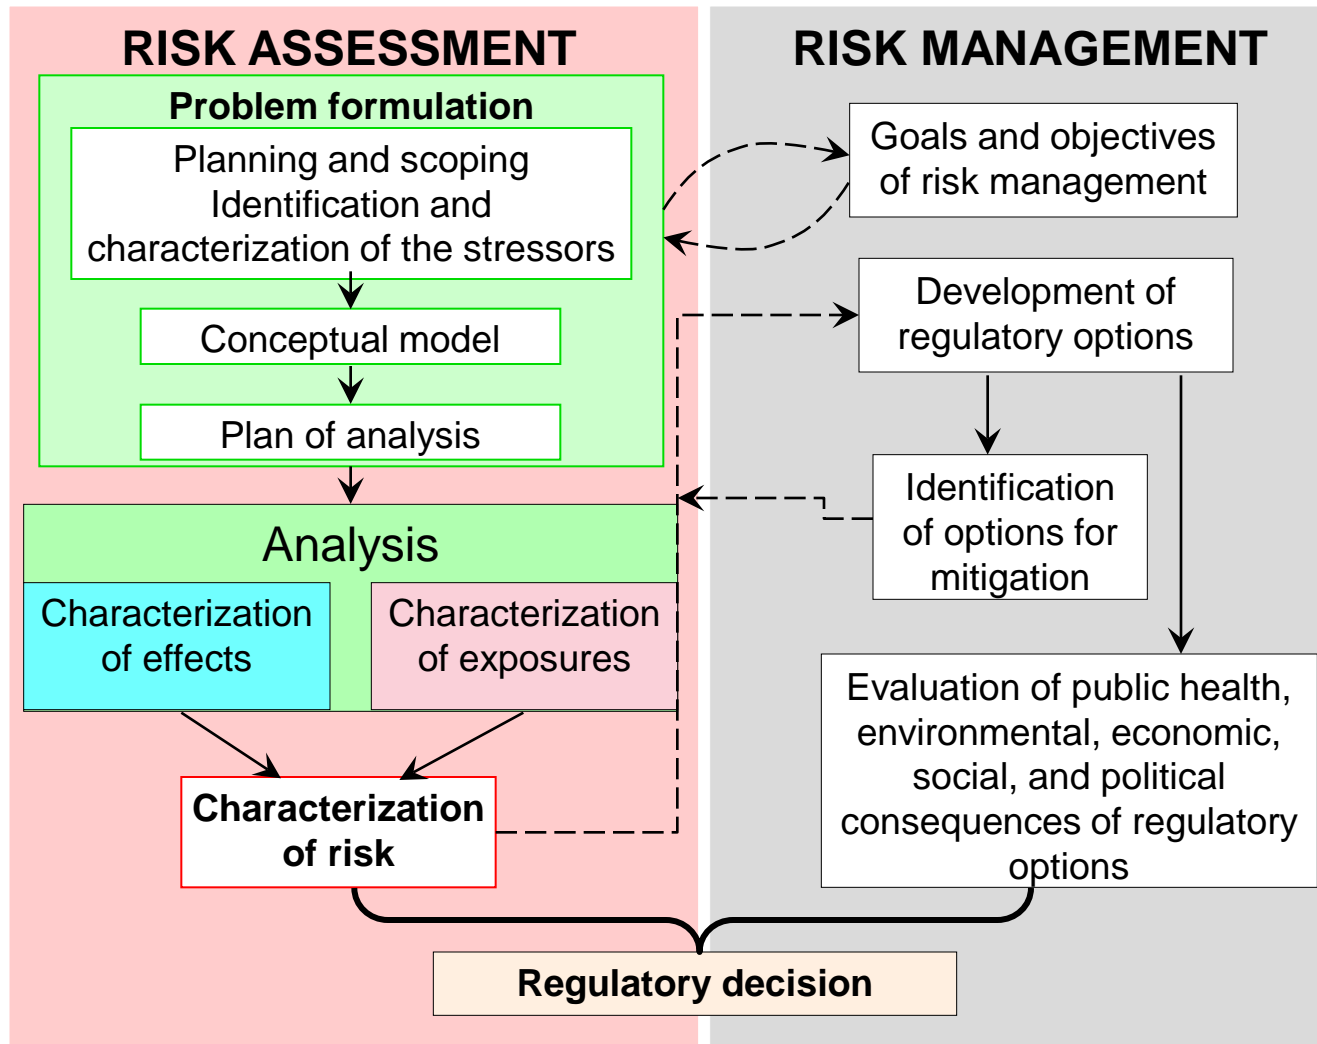 RISK ASSESSMENT
Problem formulation
Planning and scoping
Identification and
characterization of the stressors
Conceptual model
Plan of analysis
Analysis
Characterization
of effects
Characterization
of exposures
Characterization
of risk
RISK MANAGEMENT
Goals and objectives
of risk management
Development of
regulatory options
Identification
of options for
mitigation
Evaluation of public health,
environmental, economic,
social, and political
consequences of regulatory
options
Regulatory decision